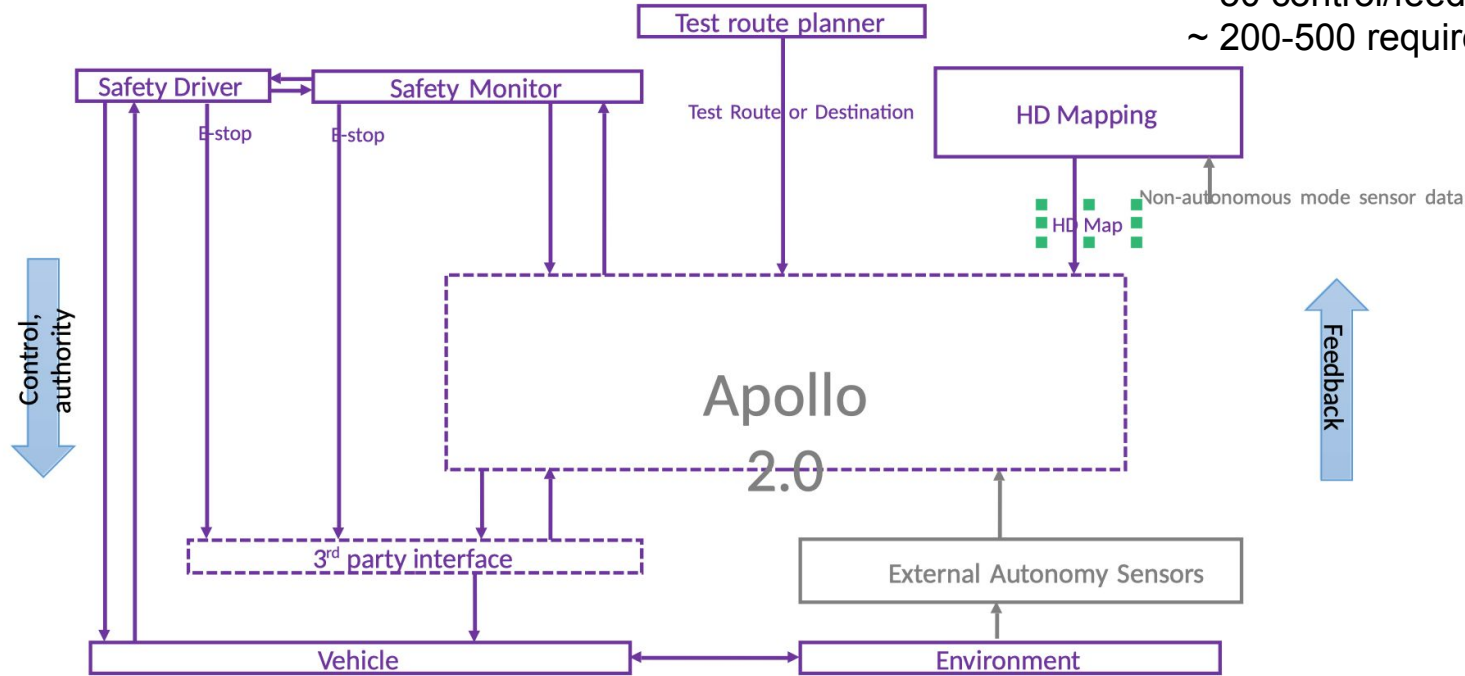 Test route planner
~ 200-500 require
Safety Driver
Safety Monitor
HD Mapping
E-stop
E-stop
Test Route or Destination
Non-autonomous mode sensor data
HD Map
Control,
authority
Feedback
Apollo
2.0
3rd party interface
External Autonomy Sensors
Vehicle
Environment